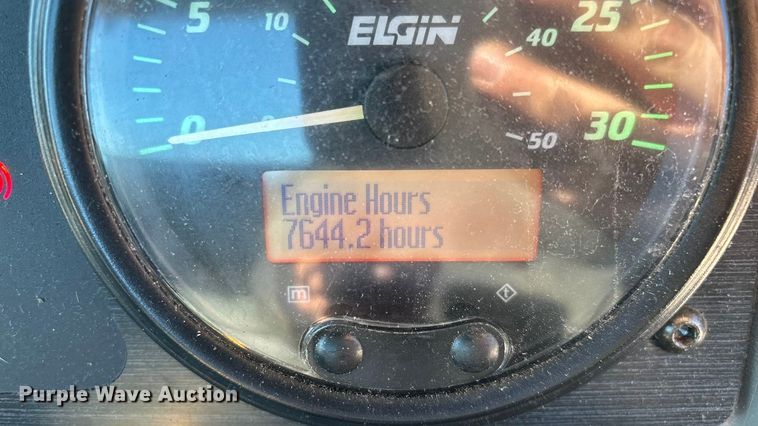 5 10 ELGIN 40 25
0 50 30
Engine Hours
7644.2 hours
m t
Purple Wave Auction